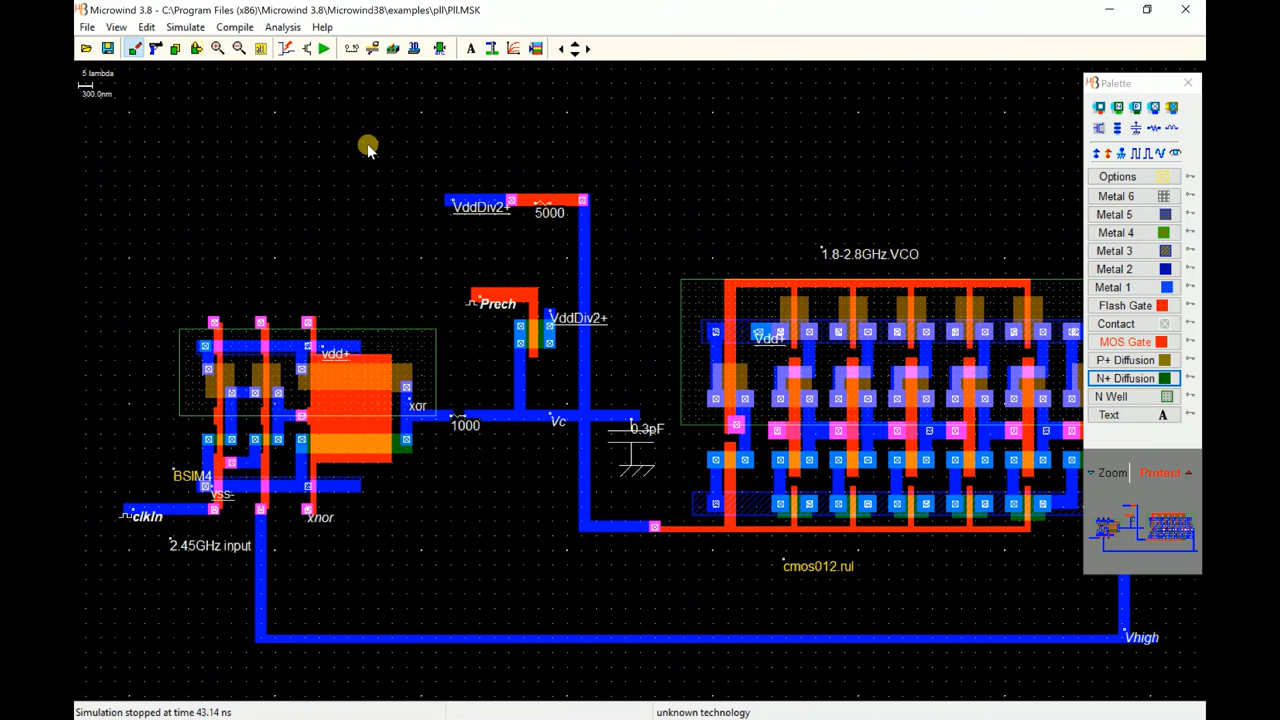 Microwind 3.8 - C:\Program Files (x86)\Microwind 3.8\Microwind38\examples\pll\Pll.MSK
File View Edit Simulate Compile Analysis Help
5 lambda
300.0nm
Palette
Options
Metal 6
Metal 5
Metal 4
Metal 3
Metal 2
Metal 1
Flash Gate
Contact
MOS Gate
P+ Diffusion
N+ Diffusion
N Well
Text A
Zoom Protect
VddDiv2+
5000
1.8-2.8GHz VCO
Prech
VddDiv2+
vdd+
Vdd+
xor
1000
Vc
0.3pF
BSIM4
vss-
clkIn
xnor
2.45GHz input
cmos012.rul
Vhigh
Simulation stopped at time 43.14 ns
unknown technology